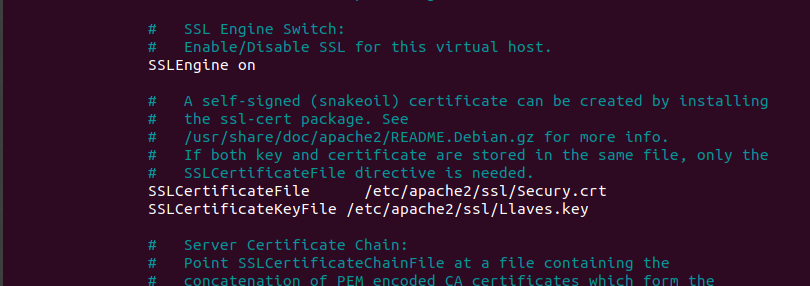 #   SSL Engine Switch:
#   Enable/Disable SSL for this virtual host.
SSLEngine on
#   A self-signed (snakeoil) certificate can be created by installing
#   the ssl-cert package. See
#   /usr/share/doc/apache2/README.Debian.gz for more info.
#   If both key and certificate are stored in the same file, only the
#   SSLCertificateFile directive is needed.
SSLCertificateFile      /etc/apache2/ssl/Secury.crt
SSLCertificateKeyFile /etc/apache2/ssl/Llaves.key
#   Server Certificate Chain:
#   Point SSLCertificateChainFile at a file containing the
#   concatenation of PEM encoded CA certificates which form the